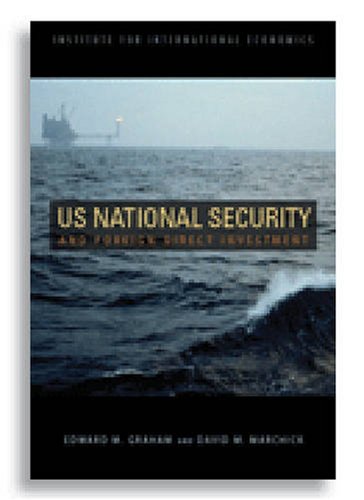 INSTITUTE FOR INTERNATIONAL ECONOMICS
US NATIONAL SECURITY
AND FOREIGN DIRECT INVESTMENT
EDWARD M. GRAHAM AND DAVID M. MARCHICK